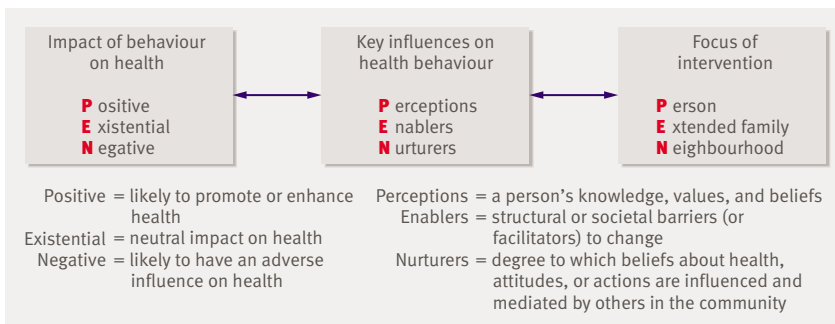 Impact of behaviour
on health
P ositive
E xistential
N egative
Key influences on
health behaviour
P erceptions
E nablers
N urturers
Focus of
intervention
P erson
E xtended family
N eighbourhood
Positive = likely to promote or enhance
health
Existential = neutral impact on health
Negative = likely to have an adverse
influence on health
Perceptions = a person's knowledge, values, and beliefs
Enablers = structural or societal barriers (or
facilitators) to change
Nurturers = degree to which beliefs about health,
attitudes, or actions are influenced and
mediated by others in the community